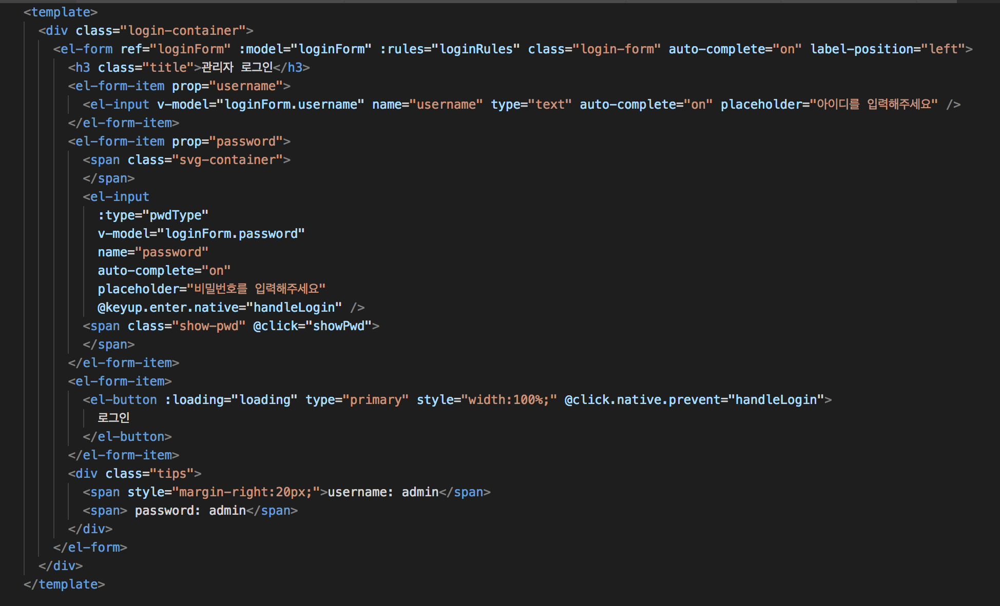 <template>
<div class="login-container">
<el-form ref="loginForm" :model="loginForm" :rules="loginRules" class="login-form" auto-complete="on" label-position="left">
<h3 class="title">관리자 로그인</h3>
<el-form-item prop="username">
<el-input v-model="loginForm.username" name="username" type="text" auto-complete="on" placeholder="아이디를 입력해주세요" />
</el-form-item>
<el-form-item prop="password">
<span class="svg-container">
</span>
<el-input
:type="pwdType"
v-model="loginForm.password"
name="password"
auto-complete="on"
placeholder="비밀번호를 입력해주세요"
@keyup.enter.native="handleLogin" />
<span class="show-pwd" @click="showPwd">
</span>
</el-form-item>
<el-form-item>
<el-button :loading="loading" type="primary" style="width:100%;" @click.native.prevent="handleLogin">
로그인
</el-button>
</el-form-item>
<div class="tips">
<span style="margin-right:20px;">username: admin</span>
<span> password: admin</span>
</div>
</el-form>
</div>
</template>